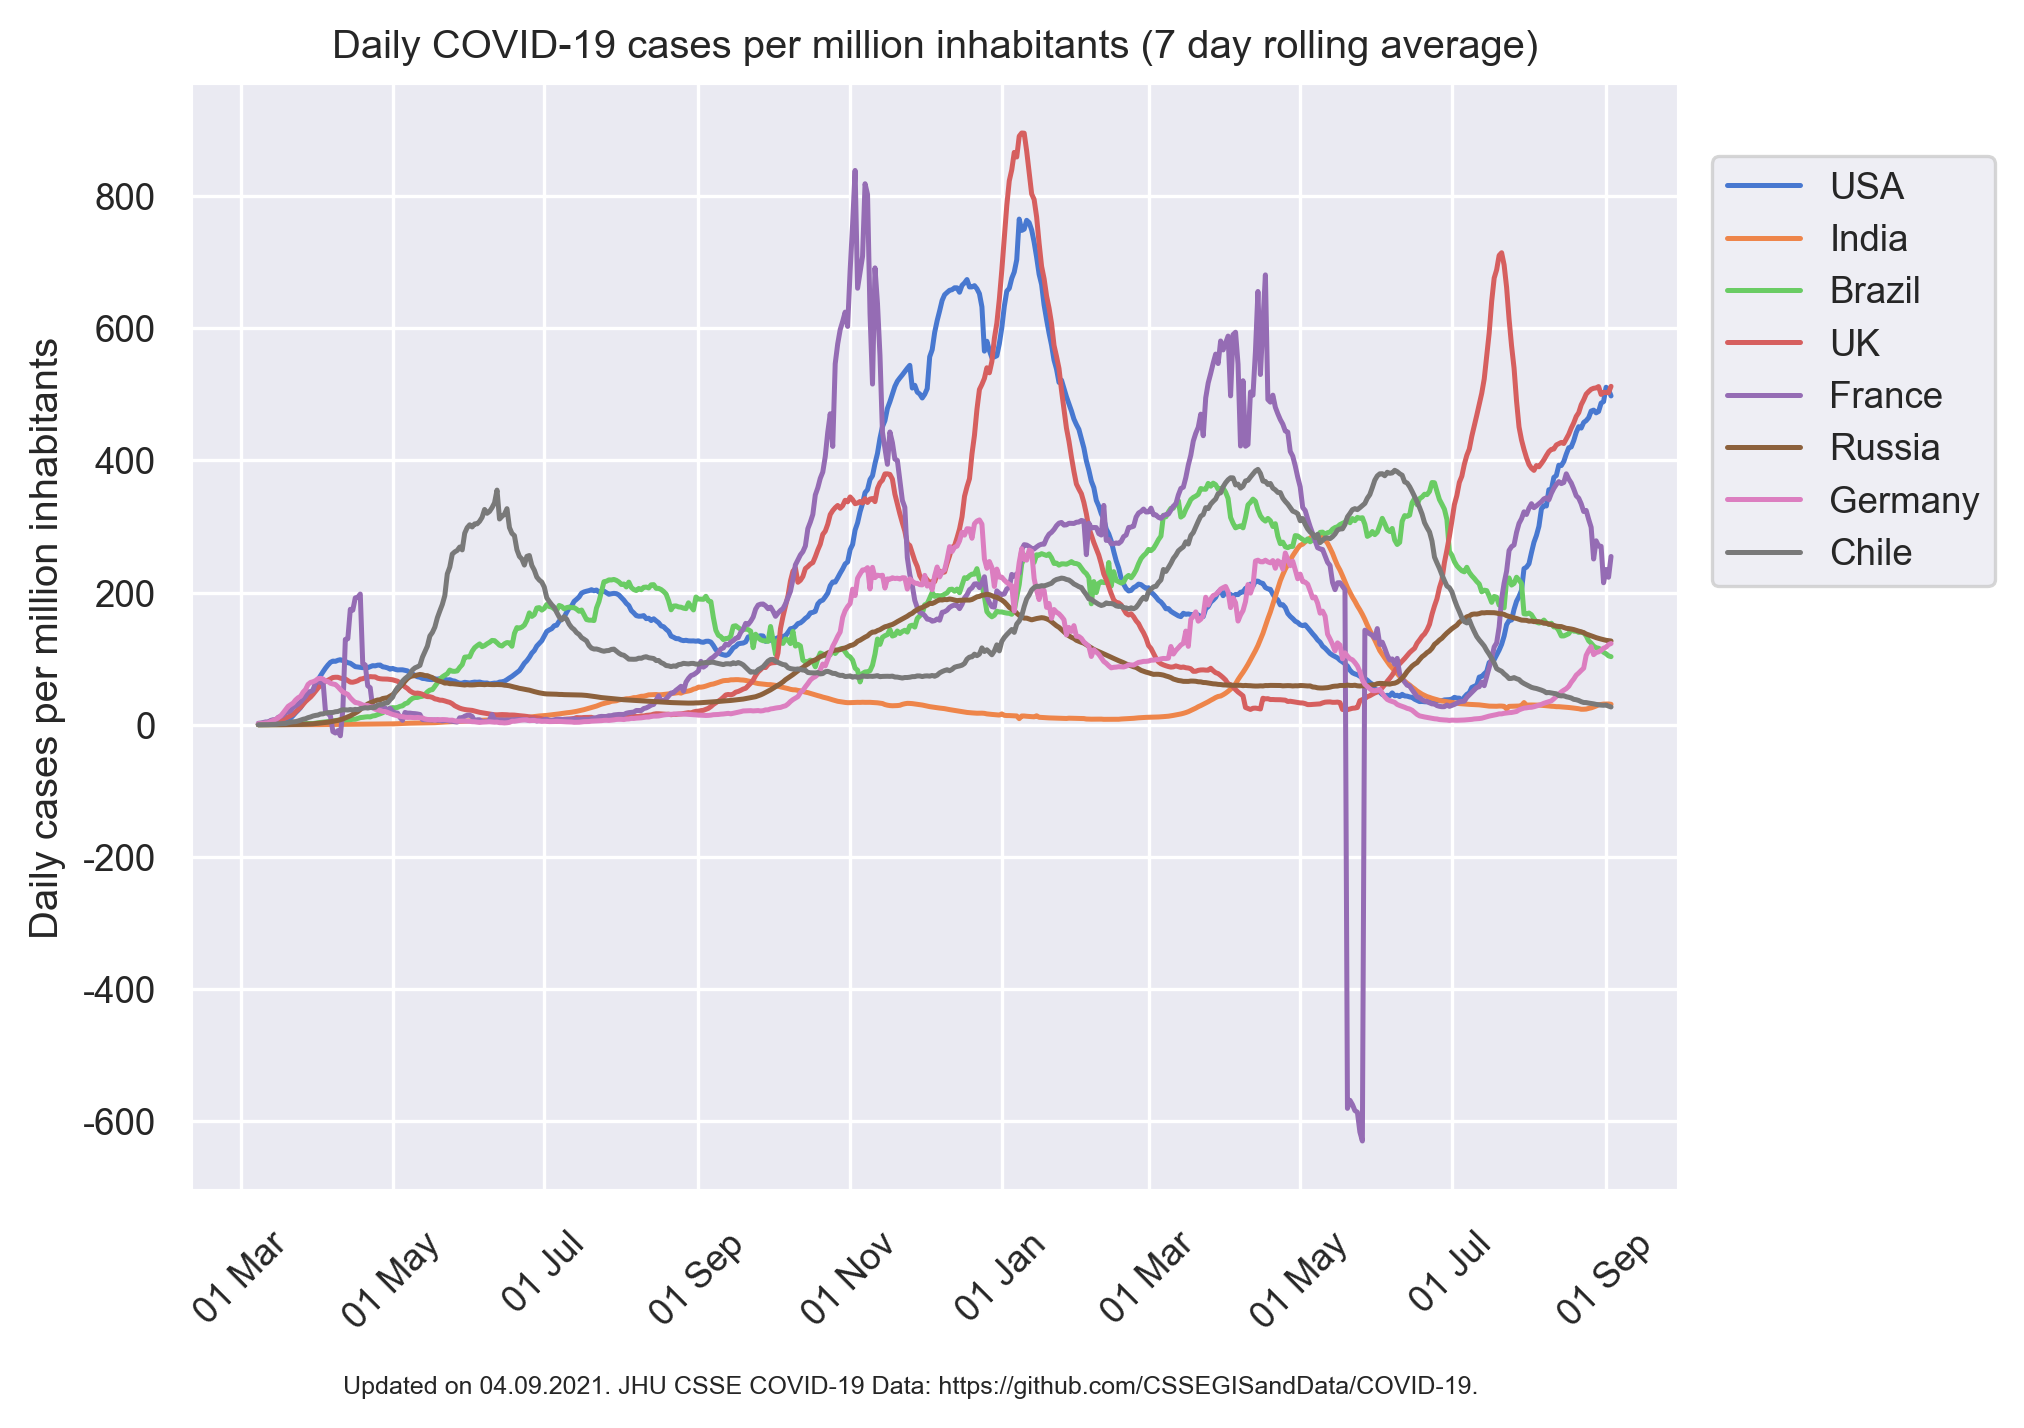 Daily COVID-19 cases per million inhabitants (7 day rolling average)
Daily cases per million inhabitants
800
600
400
200
0
-200
-400
-600
01 Mar
01 May
01 Jul
01 Sep
01 Nov
01 Jan
01 Mar
01 May
01 Jul
01 Sep
USA
India
Brazil
UK
France
Russia
Germany
Chile
Updated on 04.09.2021. JHU CSSE COVID-19 Data: https://github.com/CSSEGISandData/COVID-19.